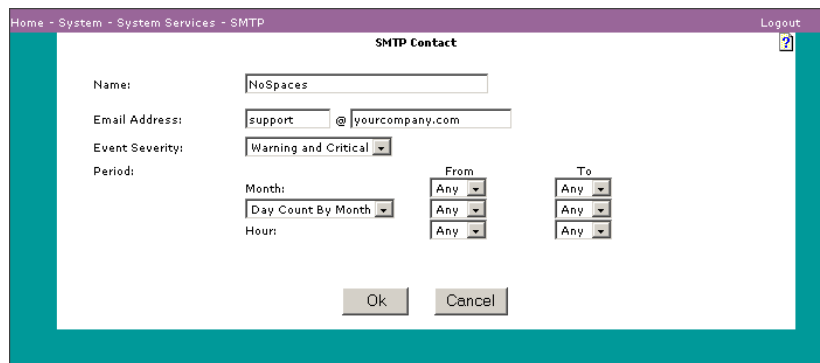 Home - System - System Services - SMTP Logout
SMTP Contact ?
Name: NoSpaces
Email Address: support @ yourcompany.com
Event Severity: Warning and Critical
Period: From To
Month: Any Any
Day Count By Month Any Any
Hour: Any Any
Ok Cancel